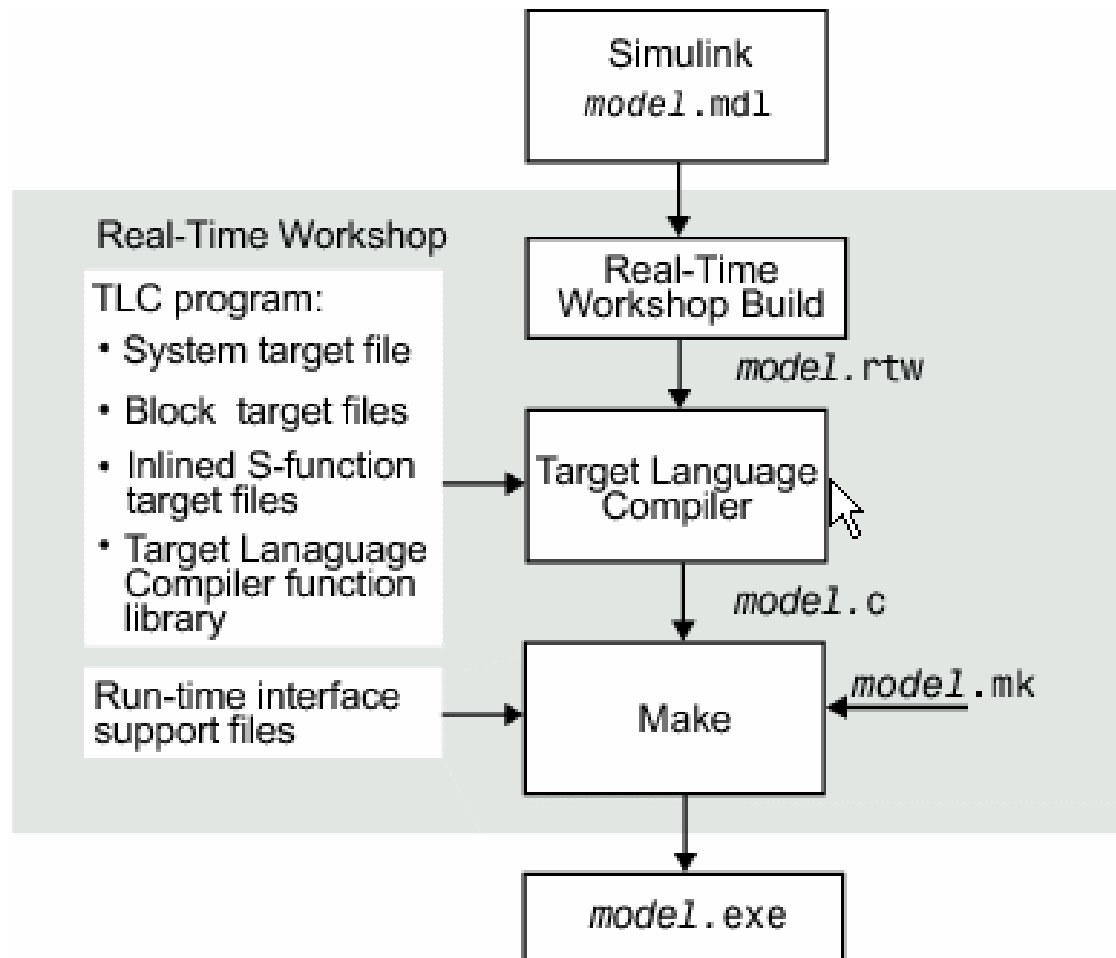 Simulink
model.mdl
Real-Time Workshop
Real-Time
Workshop Build
TLC program:
• System target file
• Block target files
• Inlined S-function
target files
• Target Lanaguage
Compiler function
library
model.rtw
Target Language
Compiler
model.c
Run-time interface
support files
Make
model.mk
model.exe